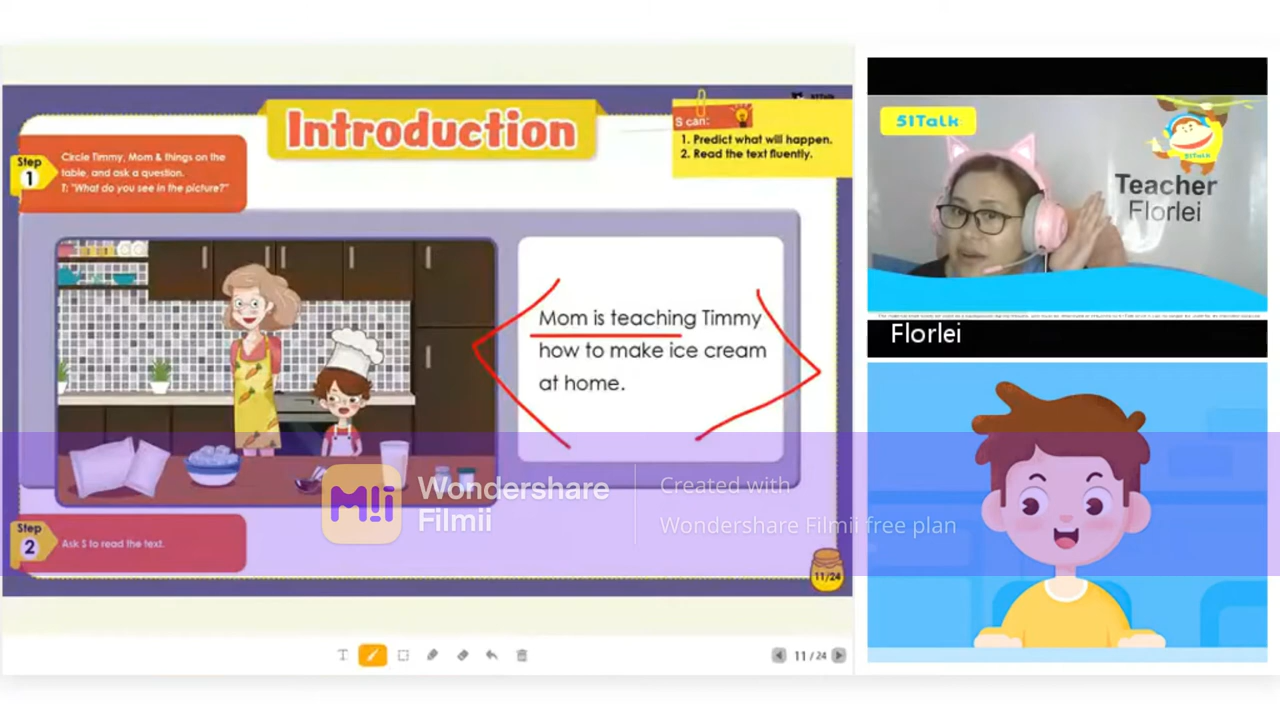 Introduction
S can:
1. Predict what will happen.
2. Read the text fluently.
Step
1
Circle Timmy, Mom & things on the
table, and ask a question.
T: "What do you see in the picture?"
Mom is teaching Timmy
how to make ice cream
at home.
Step
2
Ask S to read the text.
11/24
T
11 / 24
51Talk
51Talk
Teacher
Florlei
Florlei
Wondershare
Filmii
Created with
Wondershare Filmii free plan